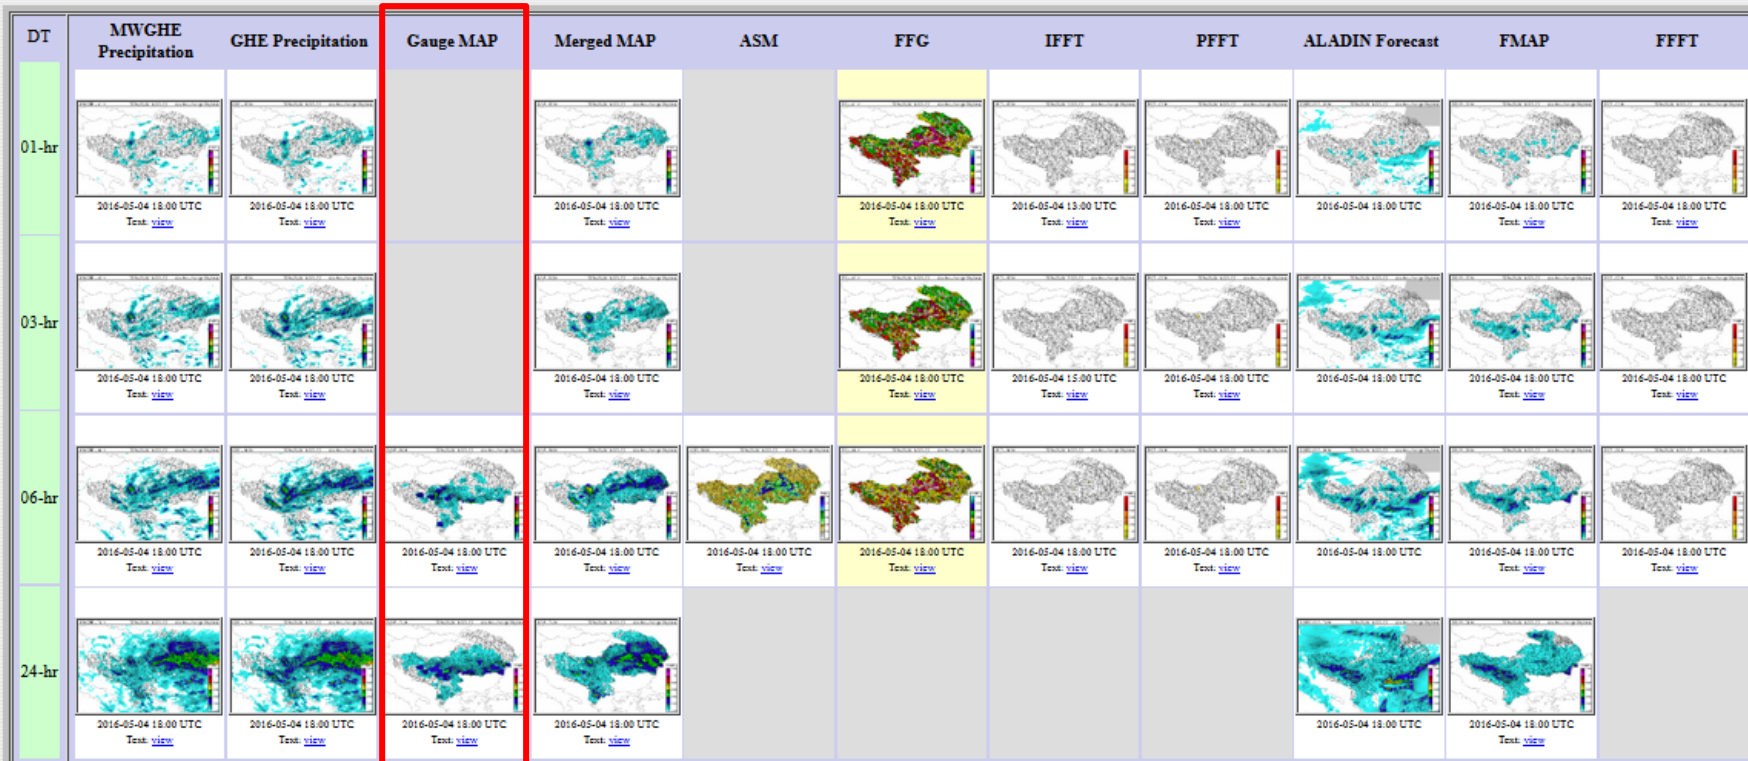 DT MWGHE Precipitation GHE Precipitation Gauge MAP Merged MAP ASM FFG IFFT PFFT ALADIN Forecast FMAP FFFT
01-hr
2016-05-04 18:00 UTC 2016-05-04 18:00 UTC 2016-05-04 18:00 UTC 2016-05-04 18:00 UTC 2016-05-04 13:00 UTC 2016-05-04 18:00 UTC 2016-05-04 18:00 UTC 2016-05-04 18:00 UTC 2016-05-04 18:00 UTC
Text: view Text: view Text: view Text: view Text: view Text: view Text: view Text: view
03-hr
2016-05-04 18:00 UTC 2016-05-04 18:00 UTC 2016-05-04 18:00 UTC 2016-05-04 18:00 UTC 2016-05-04 15:00 UTC 2016-05-04 18:00 UTC 2016-05-04 18:00 UTC 2016-05-04 18:00 UTC 2016-05-04 18:00 UTC
Text: view Text: view Text: view Text: view Text: view Text: view Text: view Text: view
06-hr
2016-05-04 18:00 UTC 2016-05-04 18:00 UTC 2016-05-04 18:00 UTC 2016-05-04 18:00 UTC 2016-05-04 18:00 UTC 2016-05-04 18:00 UTC 2016-05-04 18:00 UTC 2016-05-04 18:00 UTC 2016-05-04 18:00 UTC 2016-05-04 18:00 UTC 2016-05-04 18:00 UTC
Text: view Text: view Text: view Text: view Text: view Text: view Text: view Text: view Text: view Text: view
24-hr
2016-05-04 18:00 UTC 2016-05-04 18:00 UTC 2016-05-04 18:00 UTC 2016-05-04 18:00 UTC 2016-05-04 18:00 UTC 2016-05-04 18:00 UTC
Text: view Text: view Text: view Text: view Text: view